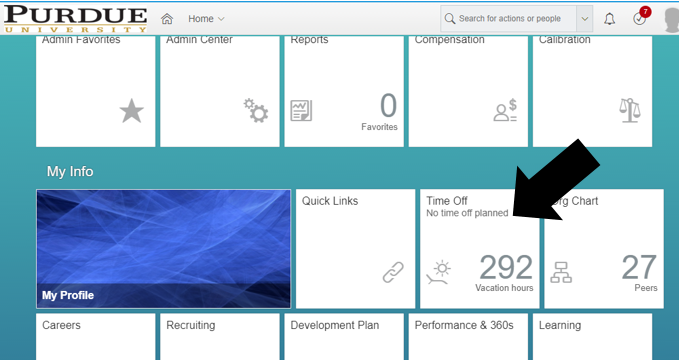 PURDUE
UNIVERSITY
Home
Search for actions or people
7
Admin Favorites
Admin Center
Reports
0
Favorites
Compensation
Calibration
My Info
My Profile
Quick Links
Time Off
No time off planned
292
Vacation hours
Org Chart
27
Peers
Careers
Recruiting
Development Plan
Performance & 360s
Learning